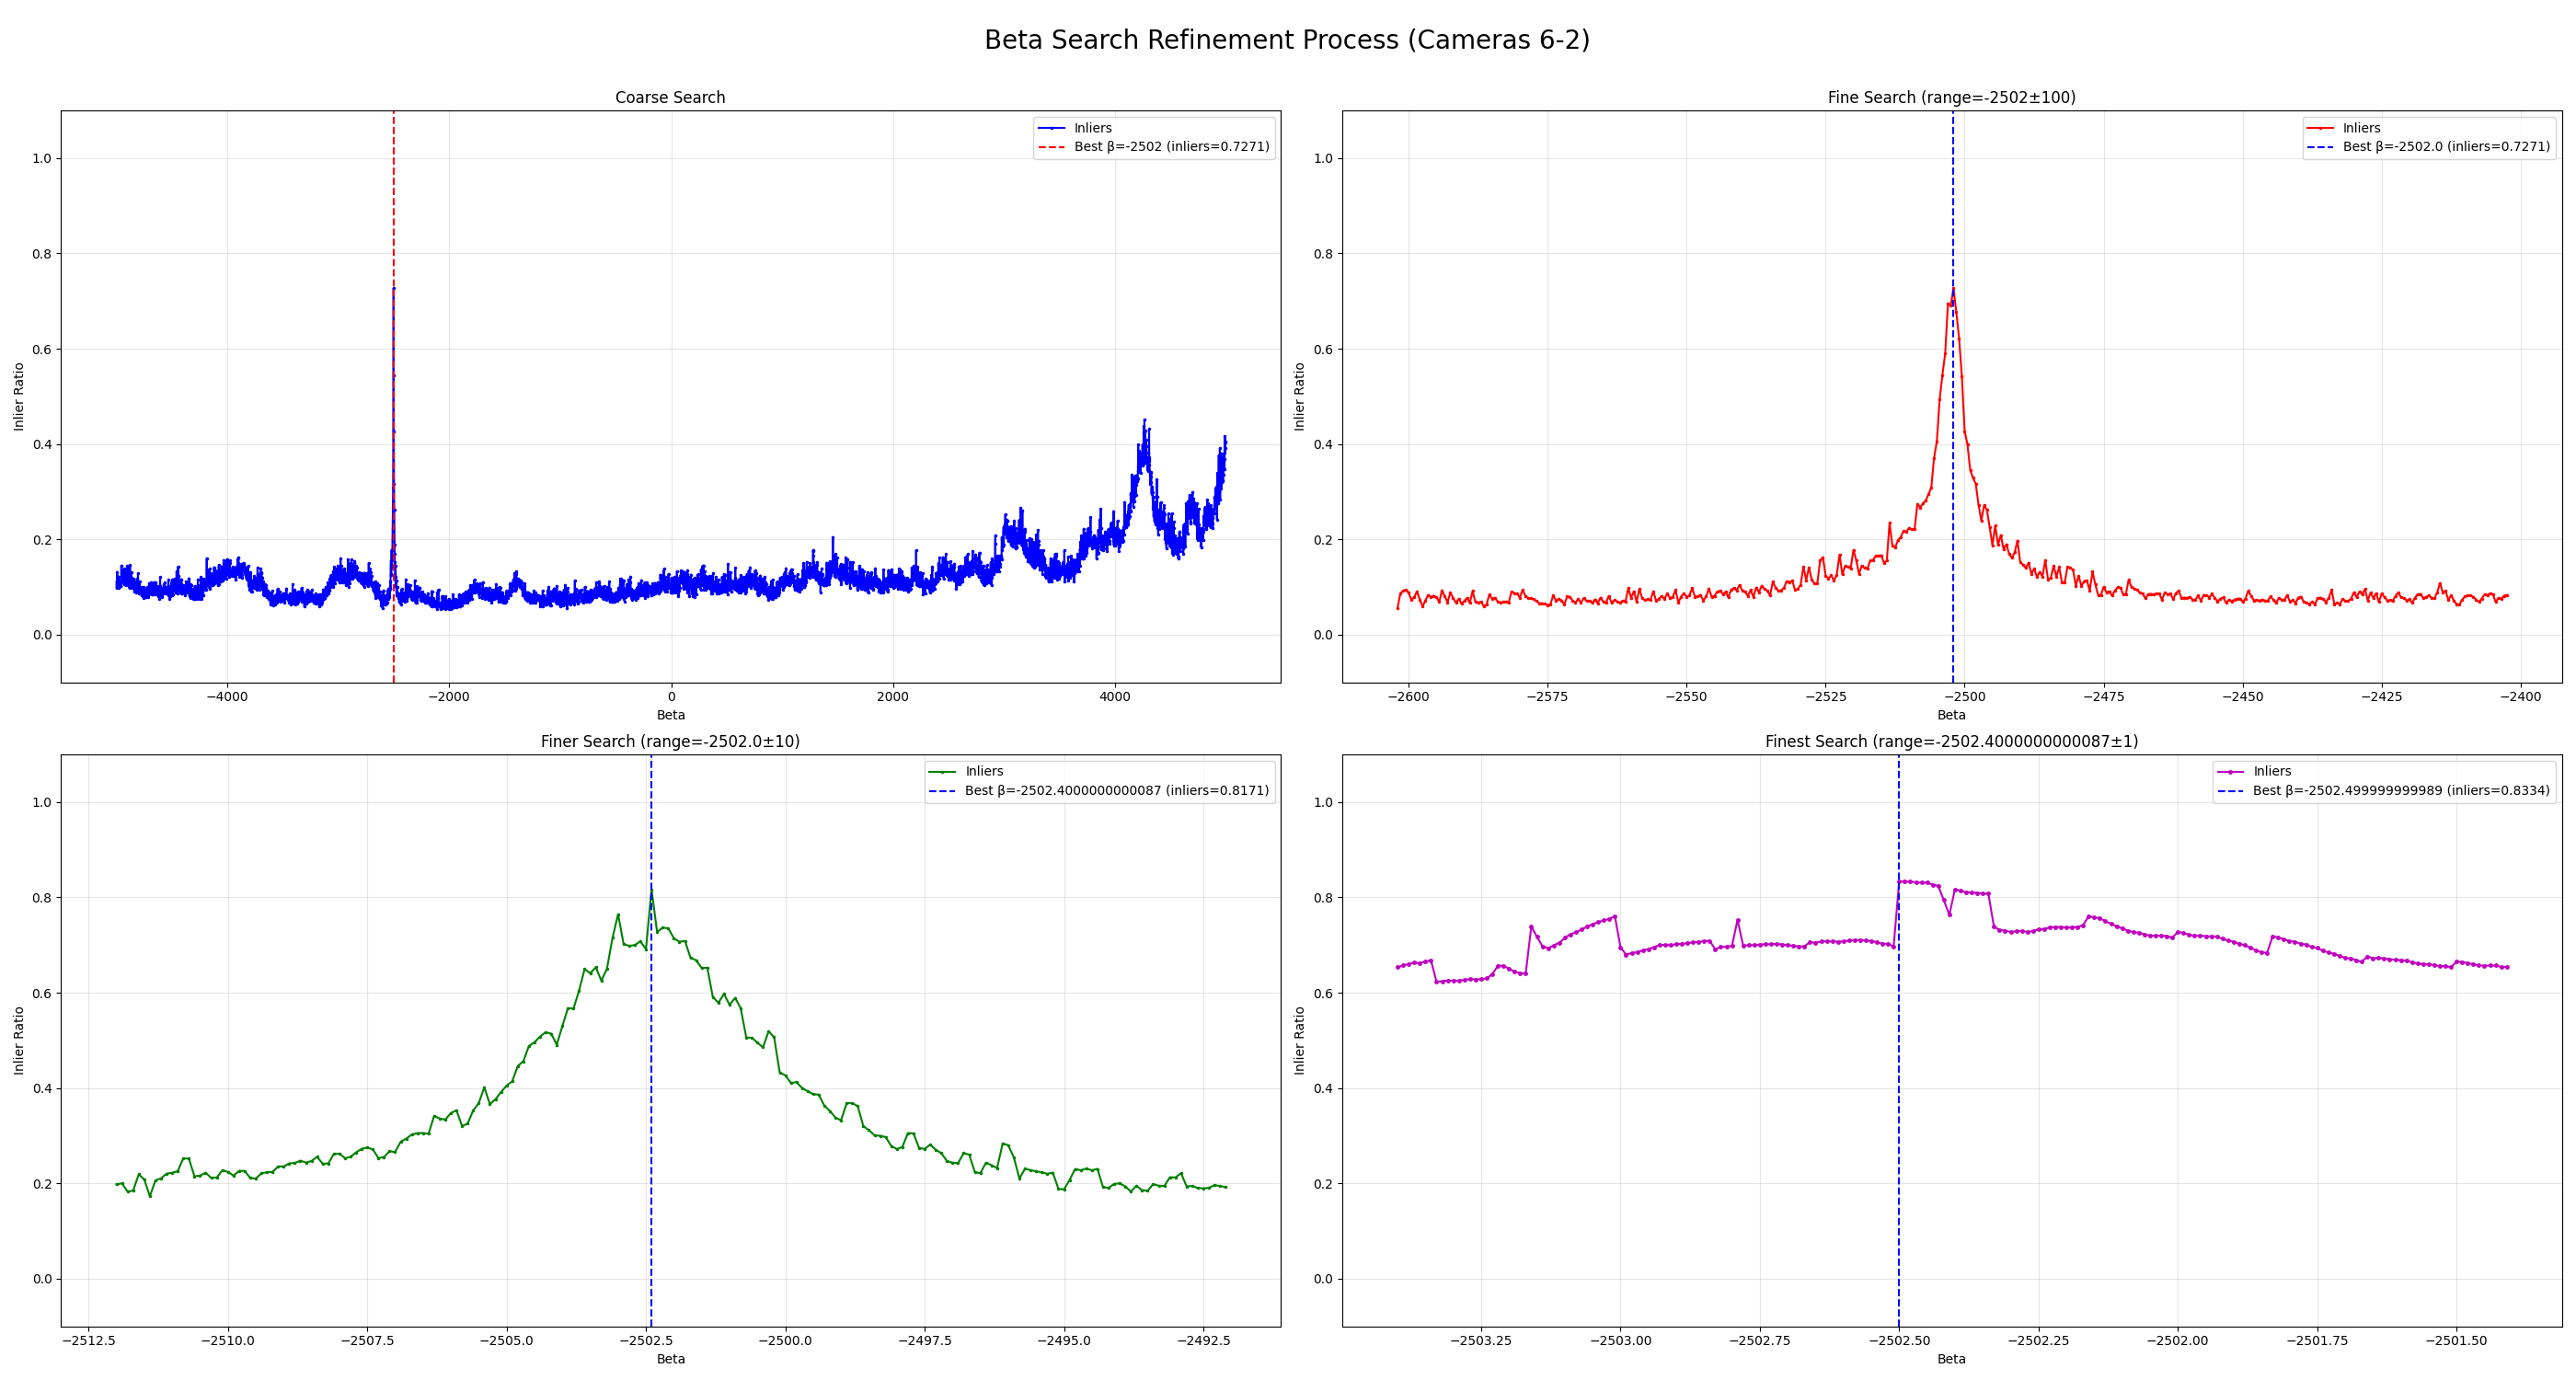 Beta Search Refinement Process (Cameras 6-2)
Coarse Search
Inliers
Best β=-2502 (inliers=0.7271)
1.0
0.8
0.6
0.4
0.2
0.0
Inlier Ratio
−4000 −2000 0 2000 4000
Beta
Fine Search (range=-2502±100)
Inliers
Best β=-2502.0 (inliers=0.7271)
1.0
0.8
0.6
0.4
0.2
0.0
Inlier Ratio
−2600 −2575 −2550 −2525 −2500 −2475 −2450 −2425 −2400
Beta
Finer Search (range=-2502.0±10)
Inliers
Best β=-2502.4000000000087 (inliers=0.8171)
1.0
0.8
0.6
0.4
0.2
0.0
Inlier Ratio
−2512.5 −2510.0 −2507.5 −2505.0 −2502.5 −2500.0 −2497.5 −2495.0 −2492.5
Beta
Finest Search (range=-2502.4000000000087±1)
Inliers
Best β=-2502.499999999989 (inliers=0.8334)
1.0
0.8
0.6
0.4
0.2
0.0
Inlier Ratio
−2503.25 −2503.00 −2502.75 −2502.50 −2502.25 −2502.00 −2501.75 −2501.50
Beta